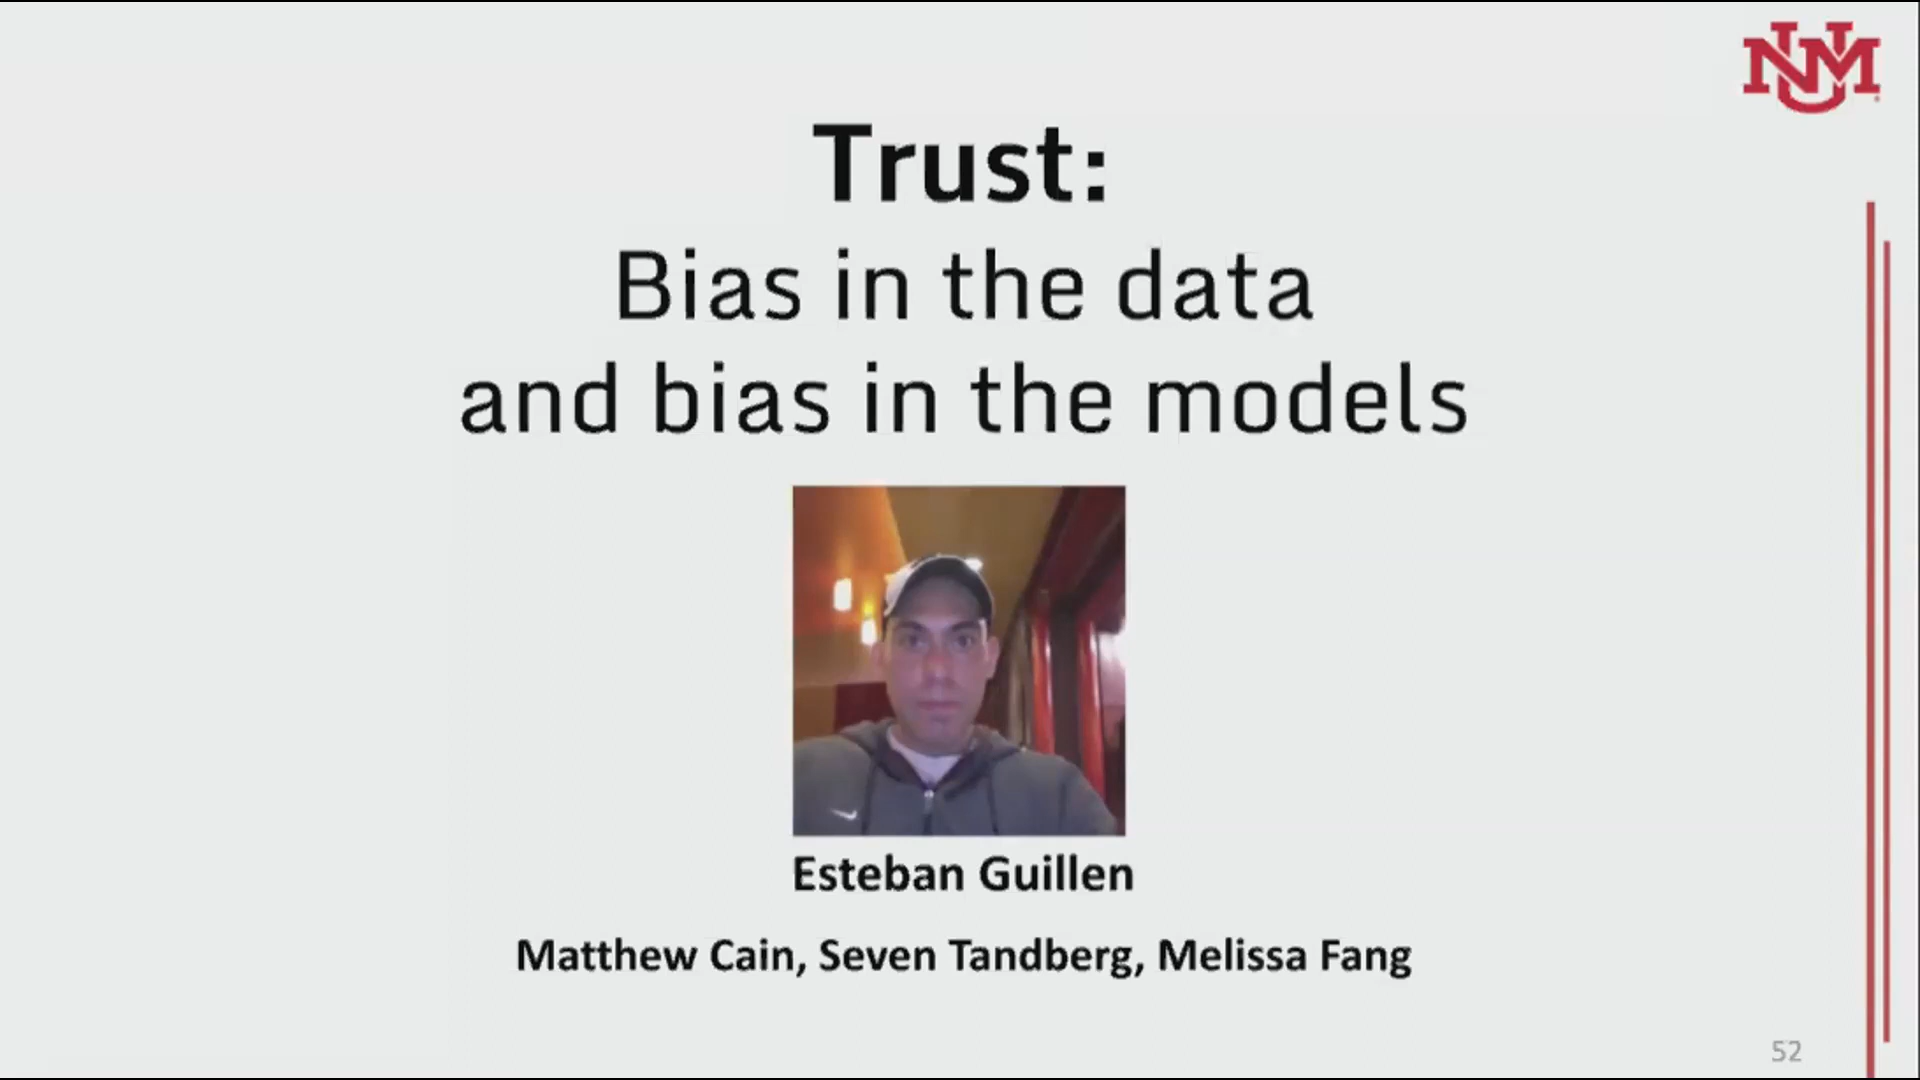 UNM
Trust:
Bias in the data
and bias in the models
Esteban Guillen
Matthew Cain, Seven Tandberg, Melissa Fang
52